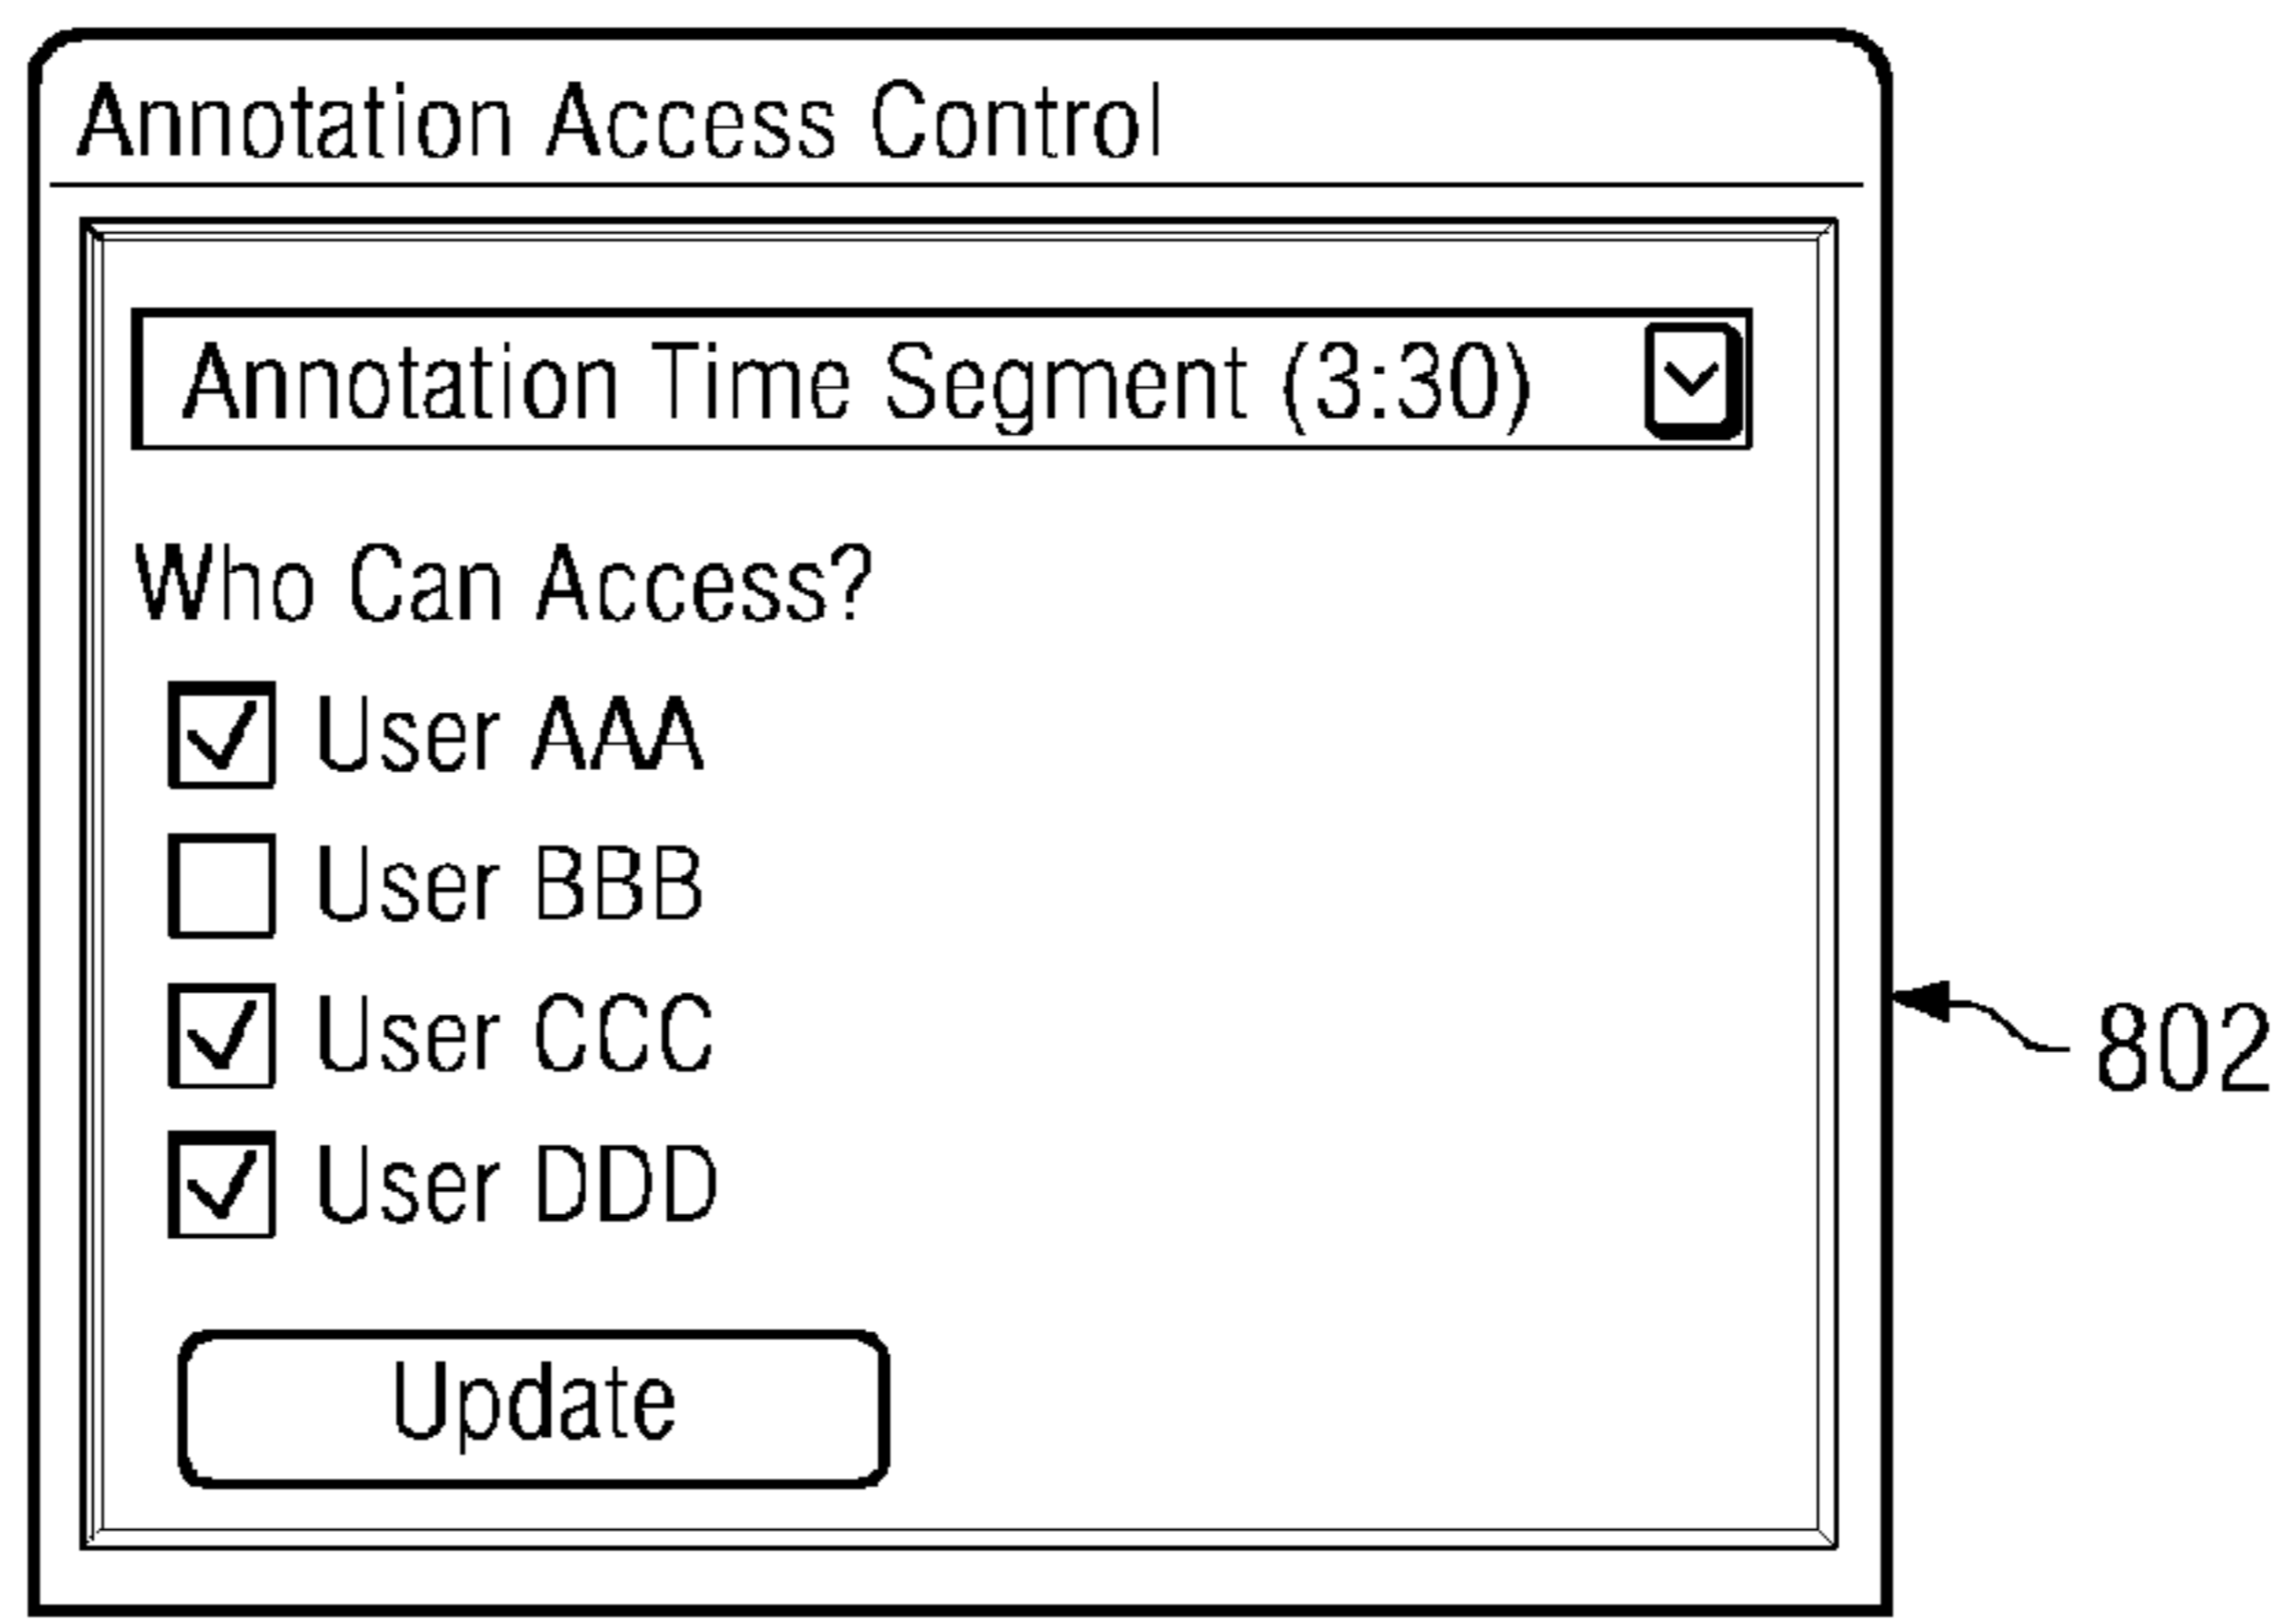 Annotation Access Control
Annotation Time Segment (3:30)
Who Can Access?
User AAA
User BBB
User CCC
User DDD
Update
802